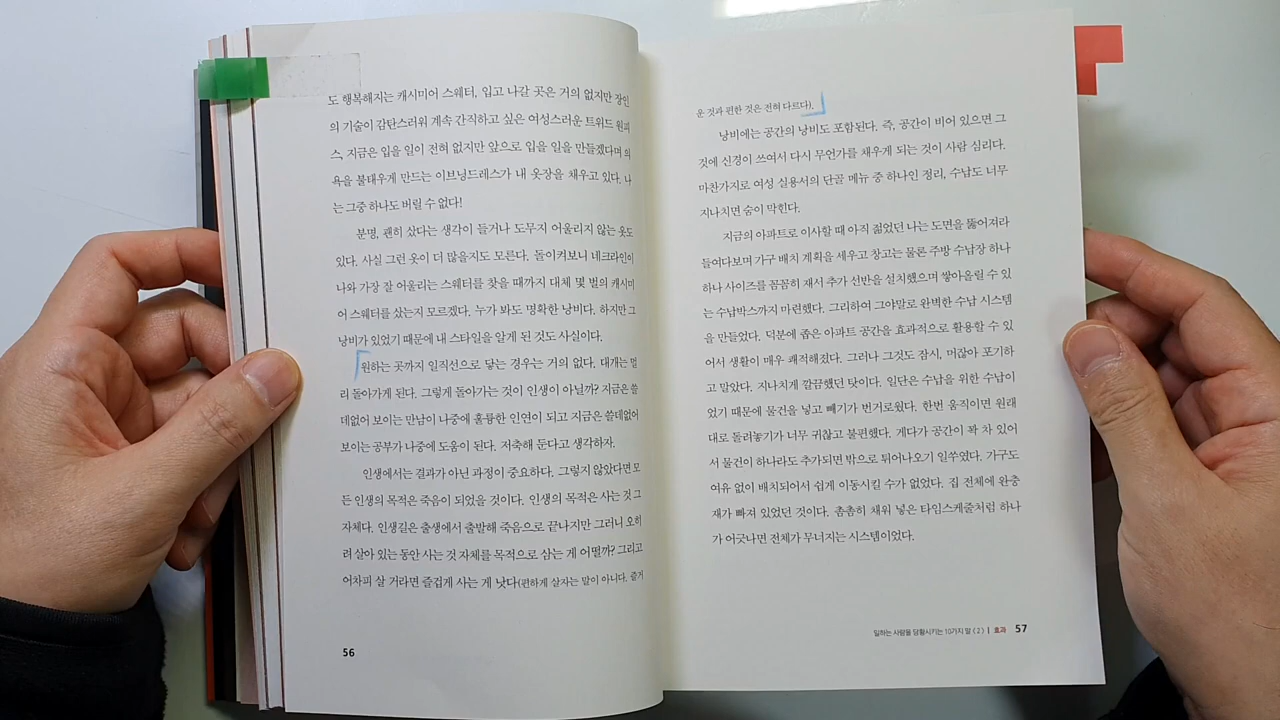 도 행복해지는 캐시미어 스웨터, 입고 나갈 곳은 거의 없지만 장인
의 기술이 감탄스러워 계속 간직하고 싶은 여성스러운 트위드 원피
스, 지금은 입을 일이 전혀 없지만 앞으로 입을 일을 만들겠다며 의
욕을 불태우게 만드는 이브닝드레스가 내 옷장을 채우고 있다. 나
는 그중 하나도 버릴 수 없다!
분명, 괜히 샀다는 생각이 들거나 도무지 어울리지 않는 옷도
있다. 사실 그런 옷이 더 많을지도 모른다. 돌이켜보니 네크라인이
나와 가장 잘 어울리는 스웨터를 찾을 때까지 대체 몇 벌의 캐시미
어 스웨터를 샀는지 모르겠다. 누가 봐도 명확한 낭비다. 하지만 그
낭비가 있었기 때문에 내 스타일을 알게 된 것도 사실이다.
원하는 곳까지 일직선으로 닿는 경우는 거의 없다. 대개는 멀
리 돌아가게 된다. 그렇게 돌아가는 것이 인생이 아닐까? 지금은 쓸
데없어 보이는 만남이 나중에 훌륭한 인연이 되고 지금은 쓸데없어
보이는 공부가 나중에 도움이 된다. 저축해 둔다고 생각하자.
인생에서는 결과가 아닌 과정이 중요하다. 그렇지 않았다면 모
든 인생의 목적은 죽음이 되었을 것이다. 인생의 목적은 사는 것 그
자체다. 인생길은 출생에서 출발해 죽음으로 끝나지만 그러니 오히
려 살아 있는 동안 사는 것 자체를 목적으로 삼는 게 어떨까? 그리고
어차피 살 거라면 즐겁게 사는 게 낫다(편하게 살자는 말이 아니다. 즐거
56
운 것과 편한 것은 전혀 다르다).
낭비에는 공간의 낭비도 포함된다. 즉, 공간이 비어 있으면 그
것에 신경이 쓰여서 다시 무언가를 채우게 되는 것이 사람 심리다.
마찬가지로 여성 실용서의 단골 메뉴 중 하나인 정리, 수납도 너무
지나치면 숨이 막힌다.
지금의 아파트로 이사할 때 아직 젊었던 나는 도면을 뚫어져라
들여다보며 가구 배치 계획을 세우고 창고는 물론 주방 수납장 하나
하나 사이즈를 꼼꼼히 재서 추가 선반을 설치했으며 쌓아올릴 수 있
는 수납박스까지 마련했다. 그리하여 그야말로 완벽한 수납 시스템
을 만들었다. 덕분에 좁은 아파트 공간을 효과적으로 활용할 수 있
어서 생활이 매우 쾌적해졌다. 그러나 그것도 잠시, 머잖아 포기하
고 말았다. 지나치게 깔끔했던 탓이다. 일단은 수납을 위한 수납이
었기 때문에 물건을 넣고 빼기가 번거로웠다. 한번 움직이면 원래
대로 돌려놓기가 너무 귀찮고 불편했다. 게다가 공간이 꽉 차 있어
서 물건이 하나라도 추가되면 밖으로 튀어나오기 일쑤였다. 가구도
여유 없이 배치되어서 쉽게 이동시킬 수가 없었다. 집 전체에 완충
재가 빠져 있었던 것이다. 촘촘히 채워 넣은 타임스케줄처럼 하나
가 어긋나면 전체가 무너지는 시스템이었다.
일하는 사람을 당황시키는 10가지 말 (2) | 효과 57